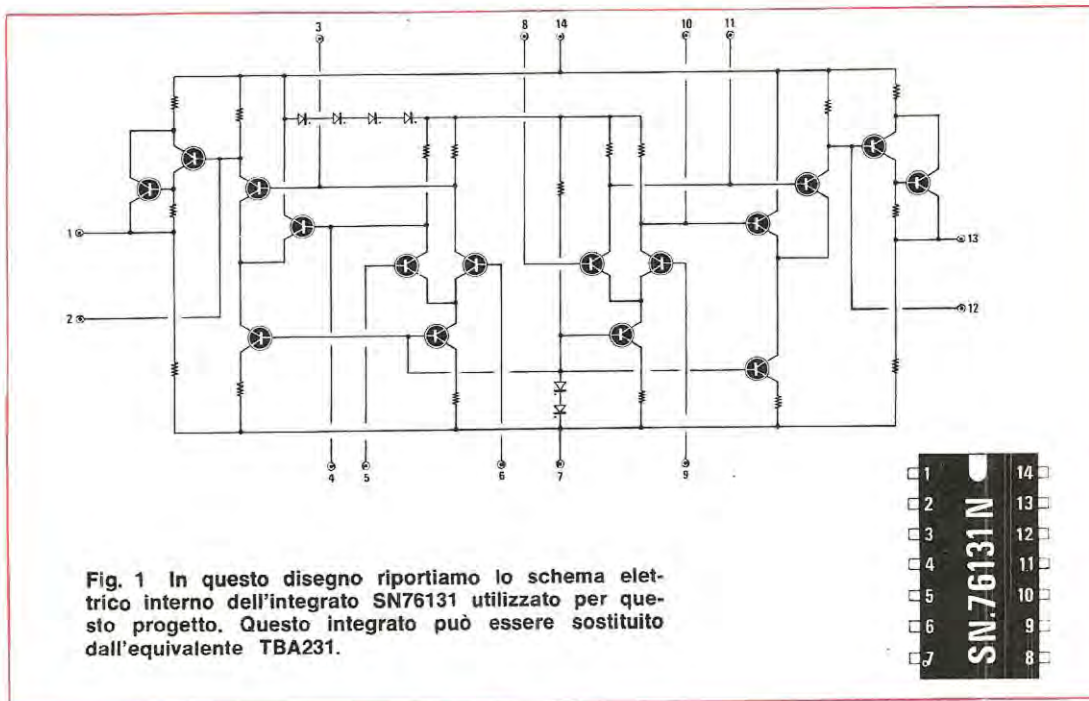 3 8 14 10 11
1 13
2 12
4 5 6 7 9
Fig. 1 In questo disegno riportiamo lo schema elet-
trico interno dell'integrato SN76131 utilizzato per que-
sto progetto. Questo integrato può essere sostituito
dall'equivalente TBA231.
1 14
2 13
3 12
4 11
5 10
6 9
7 8
SN76131N